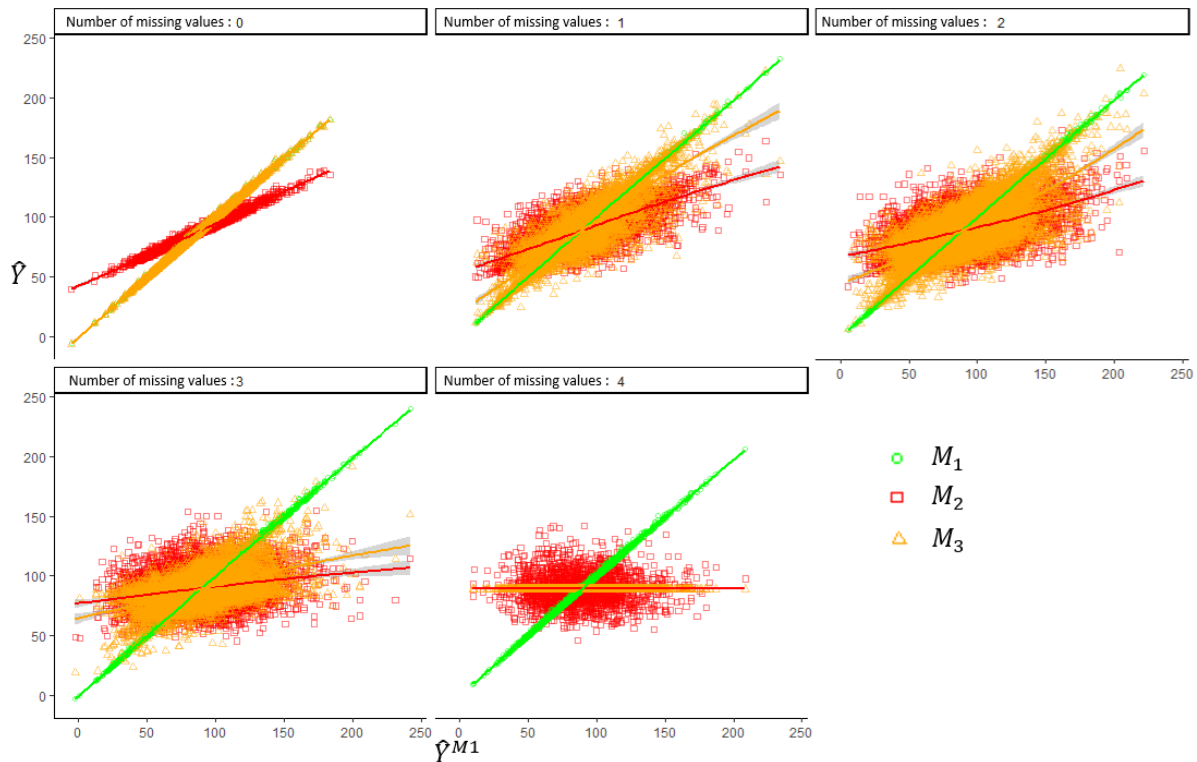 Number of missing values : 0
Number of missing values : 1
Number of missing values : 2
250
200
150
100
50
0
Ŷ
0 50 100 150 200 250
Number of missing values : 3
Number of missing values : 4
250
200
150
100
50
0
0 50 100 150 200 250
0 50 100 150 200 250
Ŷ^{M1}
M₁
M₂
M₃